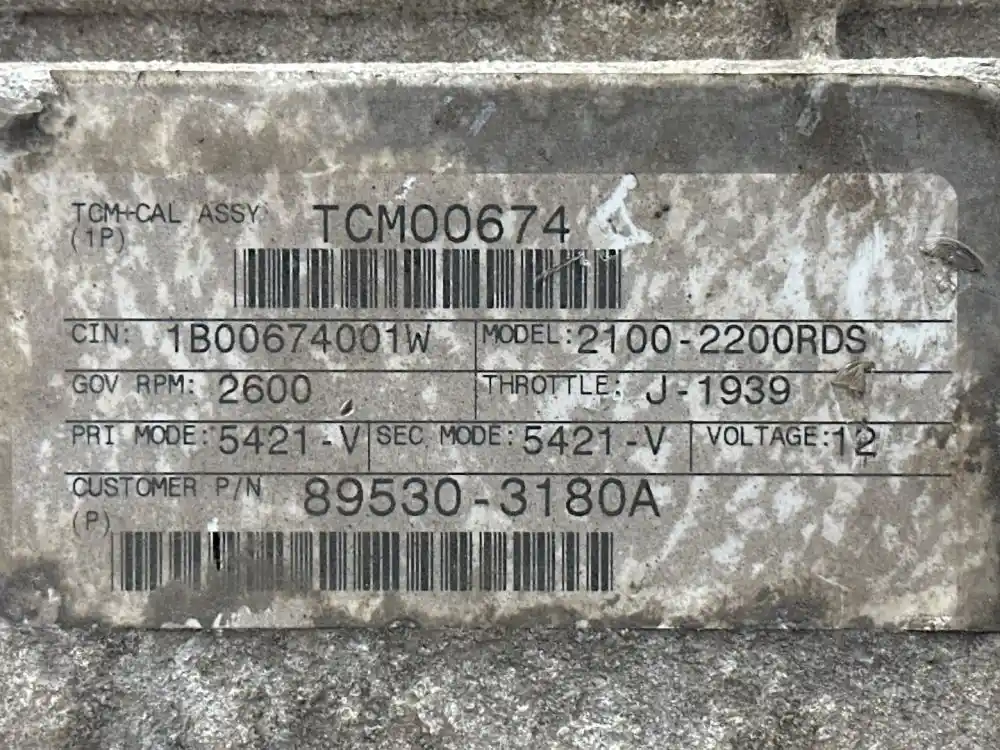 TCM+CAL ASSY TCM00674
(1P)
CIN: 1B00674001W MODEL: 2100-2200RDS
GOV RPM: 2600 THROTTLE: J-1939
PRI MODE: 5421-V SEC MODE: 5421-V VOLTAGE: 12
CUSTOMER P/N 89530-3180A
(P)